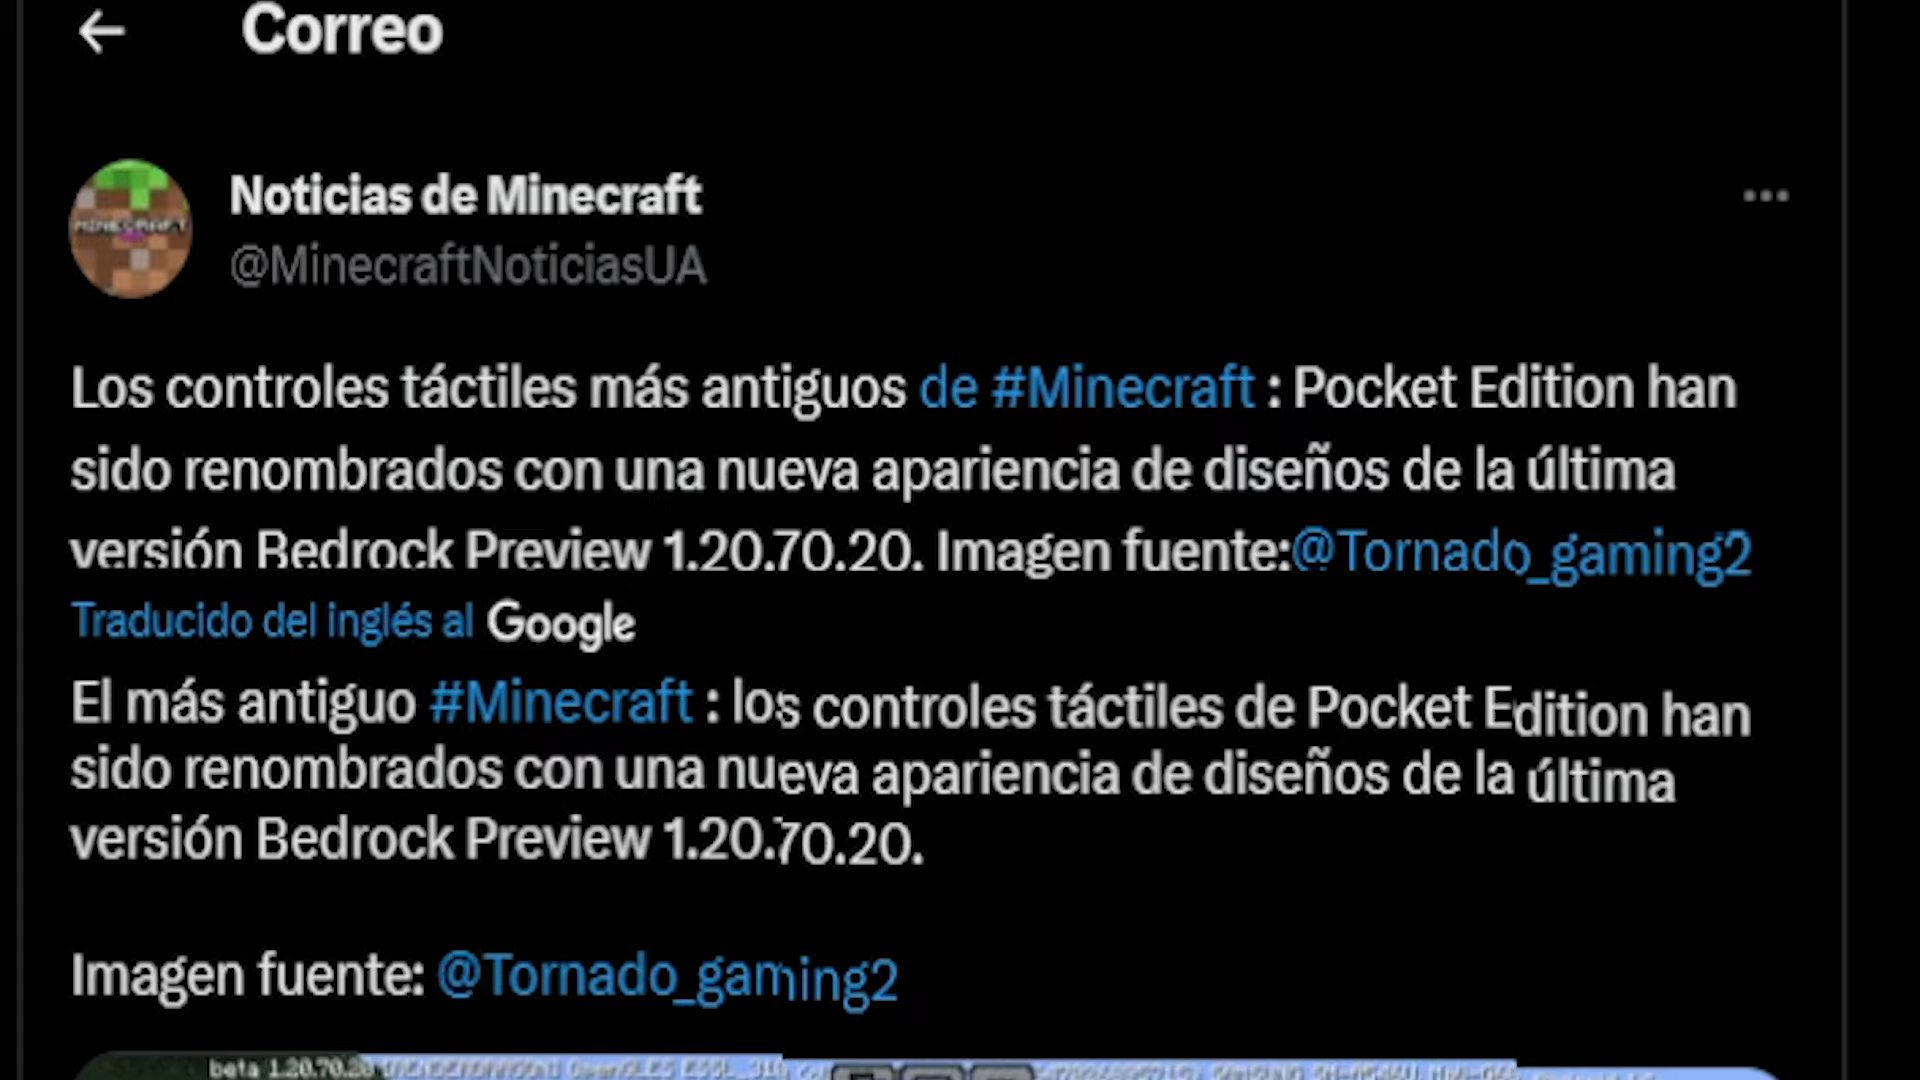 Correo
Noticias de Minecraft
@MinecraftNoticiasUA
MINECRAFT
Los controles táctiles más antiguos de #Minecraft : Pocket Edition han
sido renombrados con una nueva apariencia de diseños de la última
versión Bedrock Preview 1.20.70.20. Imagen fuente:@Tornado_gaming2
Traducido del inglés al Google
El más antiguo #Minecraft : los controles táctiles de Pocket Edition han
sido renombrados con una nueva apariencia de diseños de la última
versión Bedrock Preview 1.20.70.20.
Imagen fuente: @Tornado_gaming2
beta 1.20.70.20